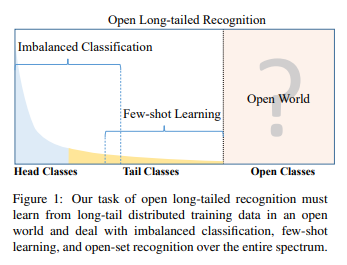 Open Long-tailed Recognition
Imbalanced Classification
?
Open World
Few-shot Learning
Head Classes Tail Classes Open Classes
Figure 1: Our task of open long-tailed recognition must
learn from long-tail distributed training data in an open
world and deal with imbalanced classification, few-shot
learning, and open-set recognition over the entire spectrum.